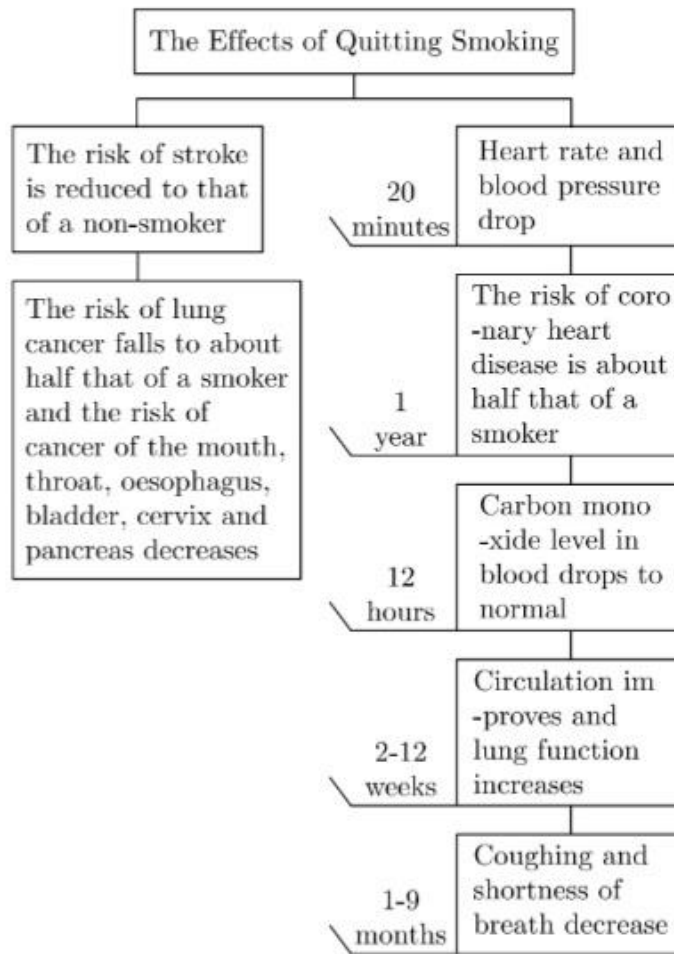 The Effects of Quitting Smoking
The risk of stroke
is reduced to that
of a non-smoker
The risk of lung
cancer falls to about
half that of a smoker
and the risk of
cancer of the mouth,
throat, oesophagus,
bladder, cervix and
pancreas decreases
20
minutes
Heart rate and
blood pressure
drop
1
year
The risk of coro
-nary heart
disease is about
half that of a
smoker
12
hours
Carbon mono
-xide level in
blood drops to
normal
2-12
weeks
Circulation im
-proves and
lung function
increases
1-9
months
Coughing and
shortness of
breath decrease